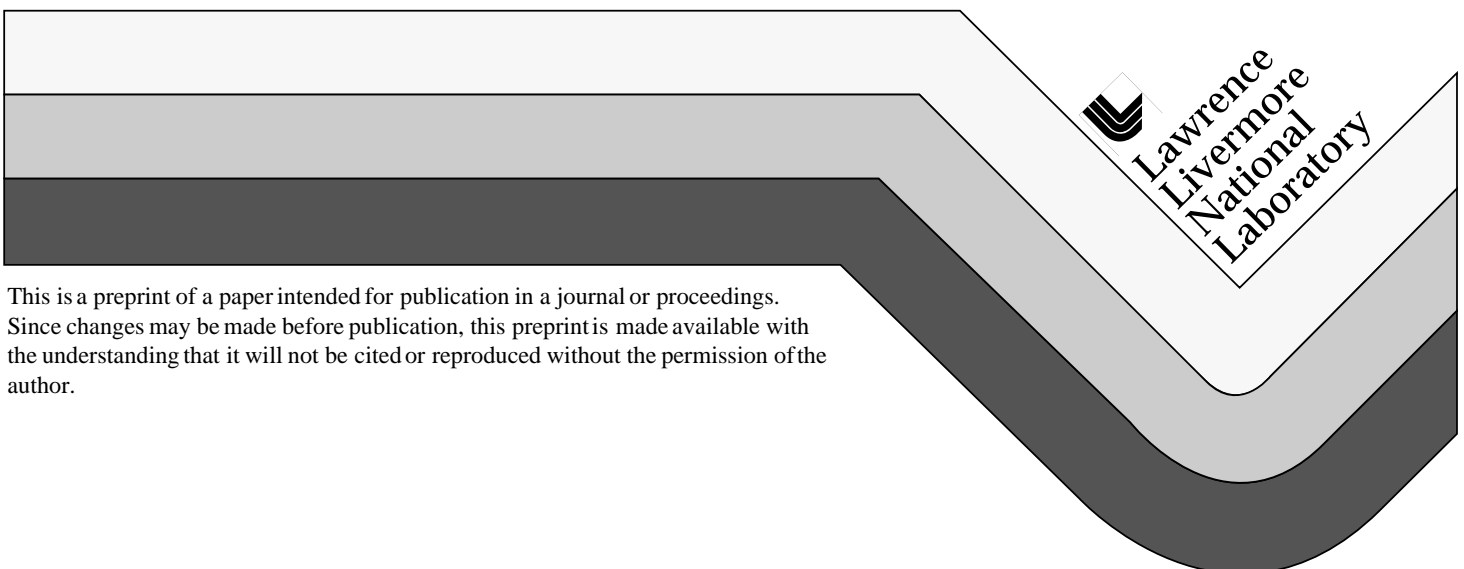 Lawrence
Livermore
National
Laboratory
This is a preprint of a paper intended for publication in a journal or proceedings.
Since changes may be made before publication, this preprint is made available with
the understanding that it will not be cited or reproduced without the permission of the
author.